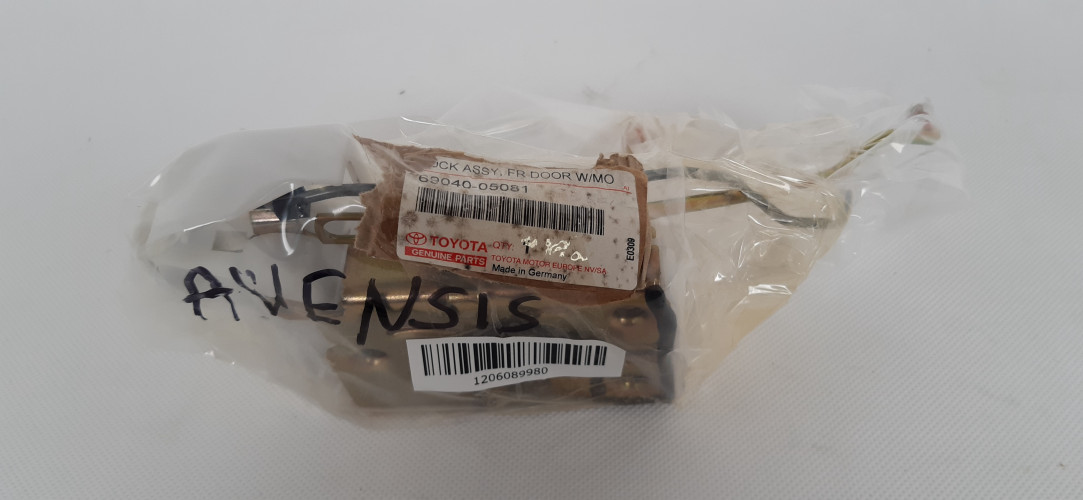 ASSY, FR DOOR W/MO
69040-05081
TOYOTA QTY.
GENUINE PARTS
TOYOTA MOTOR EUROPE NV/SA
Made in Germany
E0309
AVENSIS
1206089980